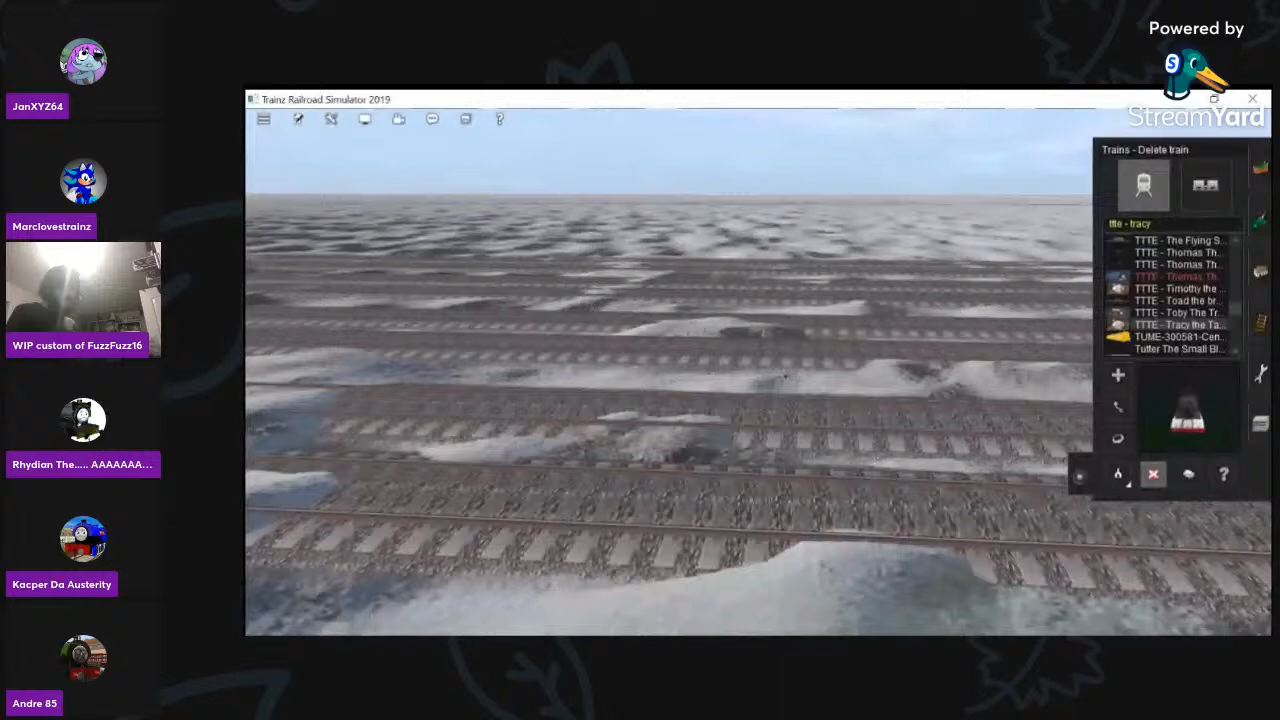 Powered by
StreamYard
JanXYZ64
Marclovestrainz
WIP custom of FuzzFuzz16
Rhydian The..... AAAAAAA...
Kacper Da Austerity
Andre 85
Trainz Railroad Simulator 2019
Trains - Delete train
ttte - tracy
TTTE - The Flying S...
TTTE - Thomas Th...
TTTE - Thomas Th...
TTTE - Thomas Th...
TTTE - Timothy the ...
TTTE - Toad the br...
TTTE - Toby The Tr...
TTTE - Tracy the Ta...
TUME-300581-Cen...
Tutter The Small Bl...